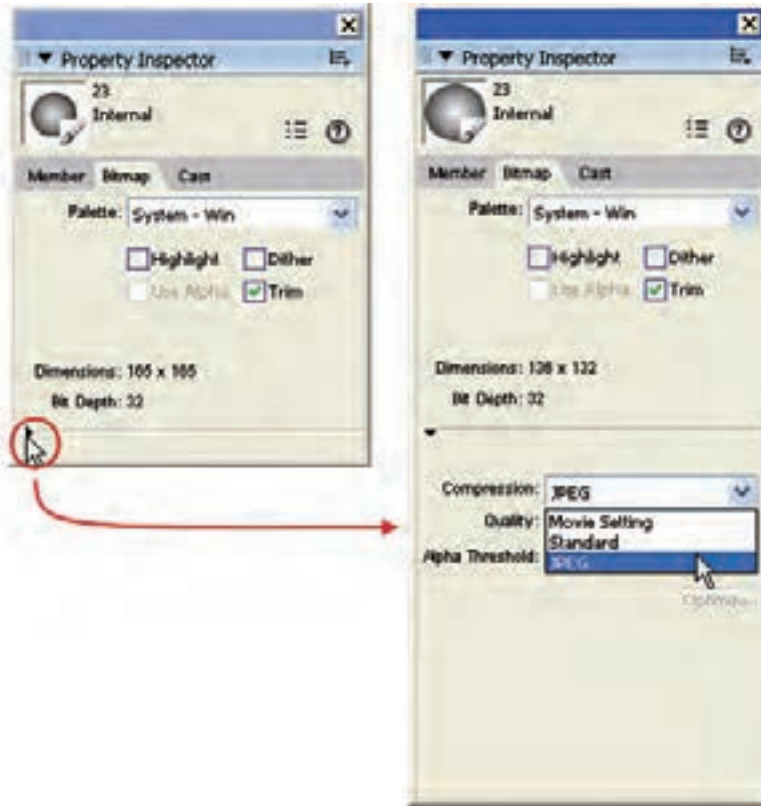 Property Inspector
23
Internal
Member Bitmap Cast
Palette: System - Win
Highlight Dither
Use Alpha Trim
Dimensions: 165 x 165
Bit Depth: 32
Property Inspector
23
Internal
Member Bitmap Cast
Palette: System - Win
Highlight Dither
Use Alpha Trim
Dimensions: 136 x 132
Bit Depth: 32
Compression: JPEG
Quality: Movie Setting
Standard
Alpha Threshold: JPEG